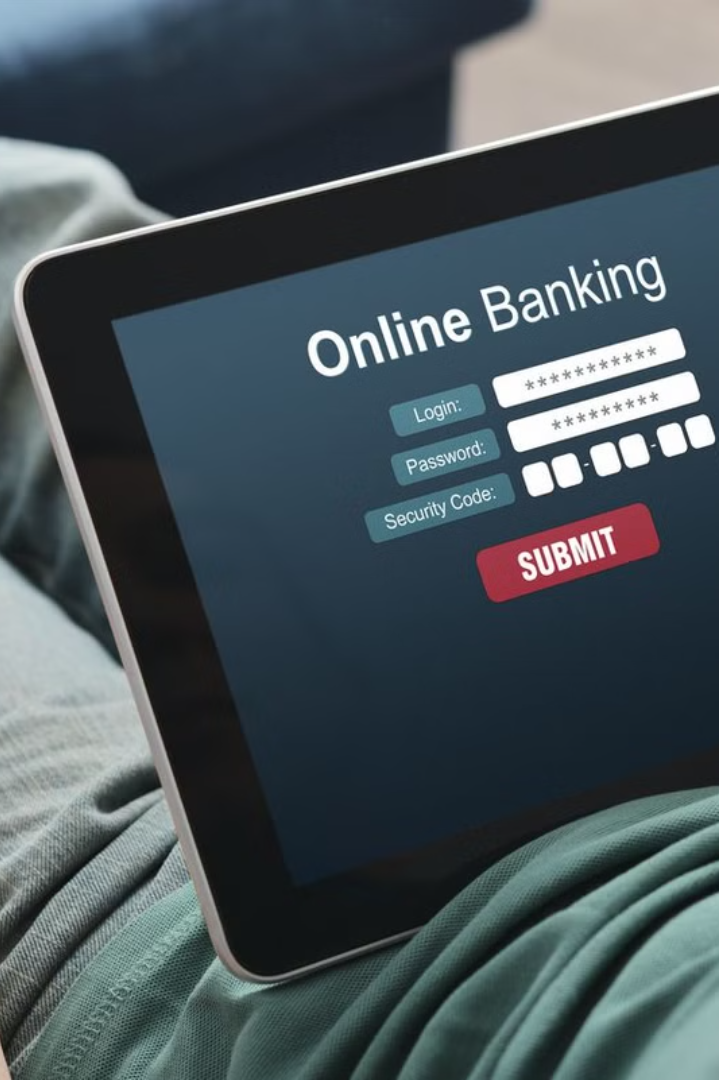 Online Banking
Login: ***********
Password: *********
Security Code: - -
SUBMIT